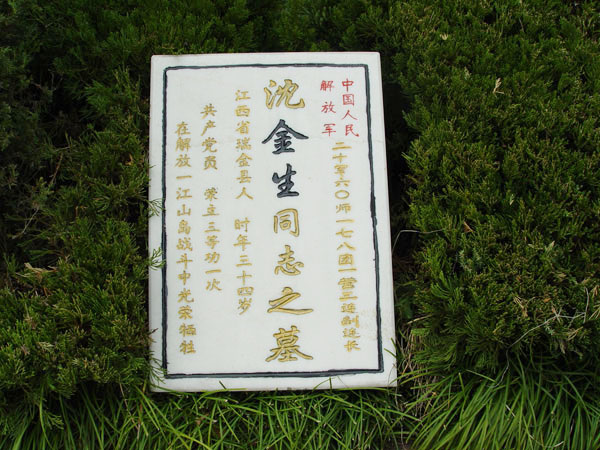 中国人民
解放军
二十军六〇师一七八团一营三连副连长
沈金生同志之墓
江西省瑞金县人 时年二十四岁
共产党员 荣立三等功一次
在解放一江山岛战斗中光荣牺牲